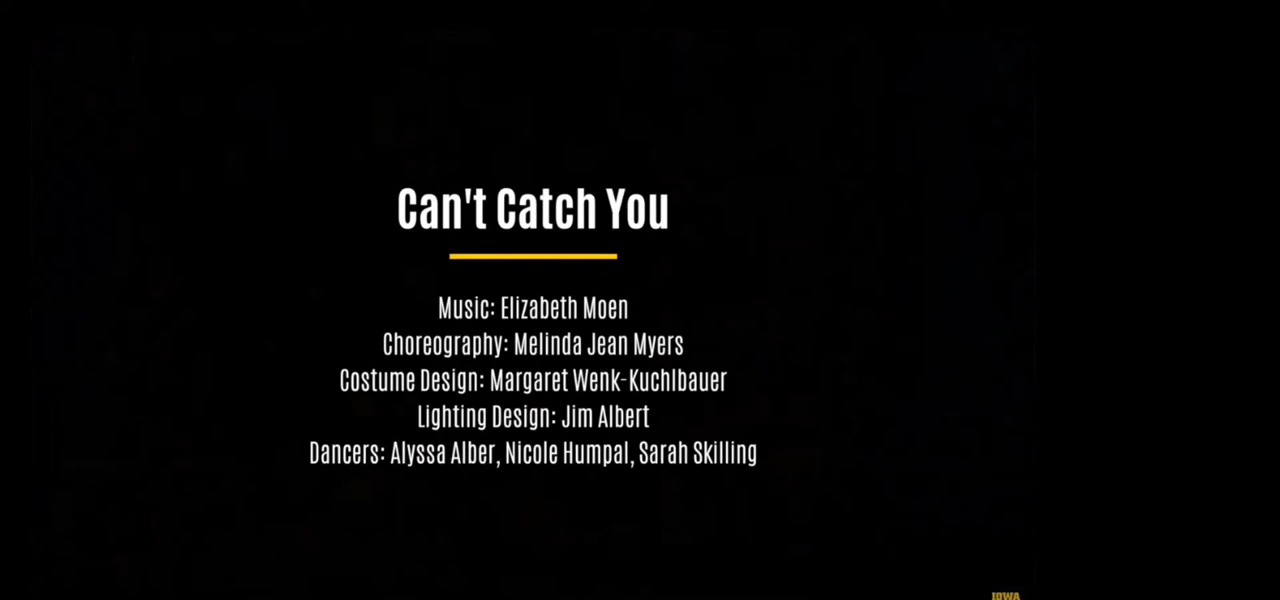 Can't Catch You
Music: Elizabeth Moen
Choreography: Melinda Jean Myers
Costume Design: Margaret Wenk-Kuchlbauer
Lighting Design: Jim Albert
Dancers: Alyssa Alber, Nicole Humpal, Sarah Skilling
IOWA